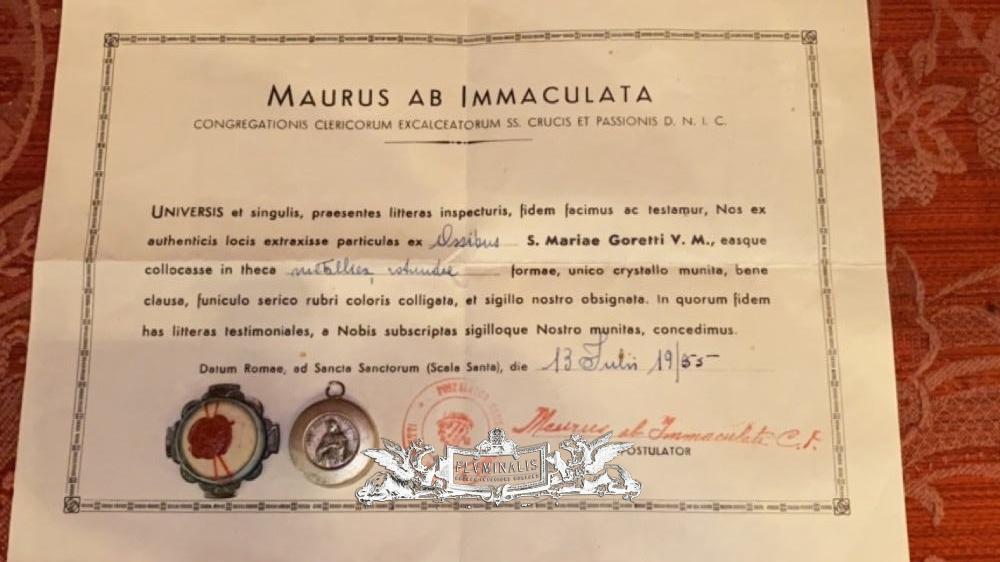 MAURUS AB IMMACULATA
CONGREGATIONIS CLERICORUM EXCALCEATORUM SS. CRUCIS ET PASSIONIS D. N. I. C.
UNIVERSIS et singulis, praesentes litteras inspecturis, fidem facimus ac testamur, Nos ex
authenticis locis extraxisse particulas ex Ossibus S. Mariae Goretti V. M., easque
collocasse in theca metallica rotundae formae, unico crystallo munita, bene
clausa, funiculo serico rubri coloris colligata, et sigillo nostro obsignata. In quorum fidem
has litteras testimoniales, a Nobis subscriptas sigilloque Nostro munitas, concedimus.
Datum Romae, ad Sancta Sanctorum (Scala Santa), die 13 Julii 1955
Maurus ab Immaculata C. P.
POSTULATOR
FLVMINALIS